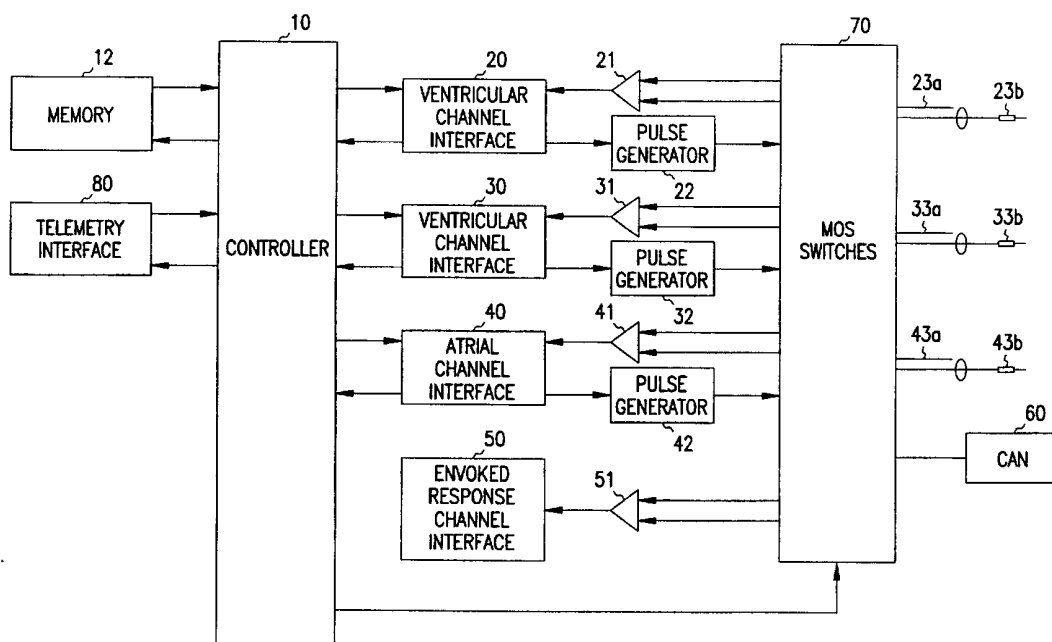 10
70
12
MEMORY
20
VENTRICULAR
CHANNEL
INTERFACE
21
PULSE
GENERATOR
22
23a
23b
80
TELEMETRY
INTERFACE
CONTROLLER
30
VENTRICULAR
CHANNEL
INTERFACE
31
PULSE
GENERATOR
32
MOS
SWITCHES
33a
33b
40
ATRIAL
CHANNEL
INTERFACE
41
PULSE
GENERATOR
42
43a
43b
50
ENVOKED
RESPONSE
CHANNEL
INTERFACE
51
60
CAN